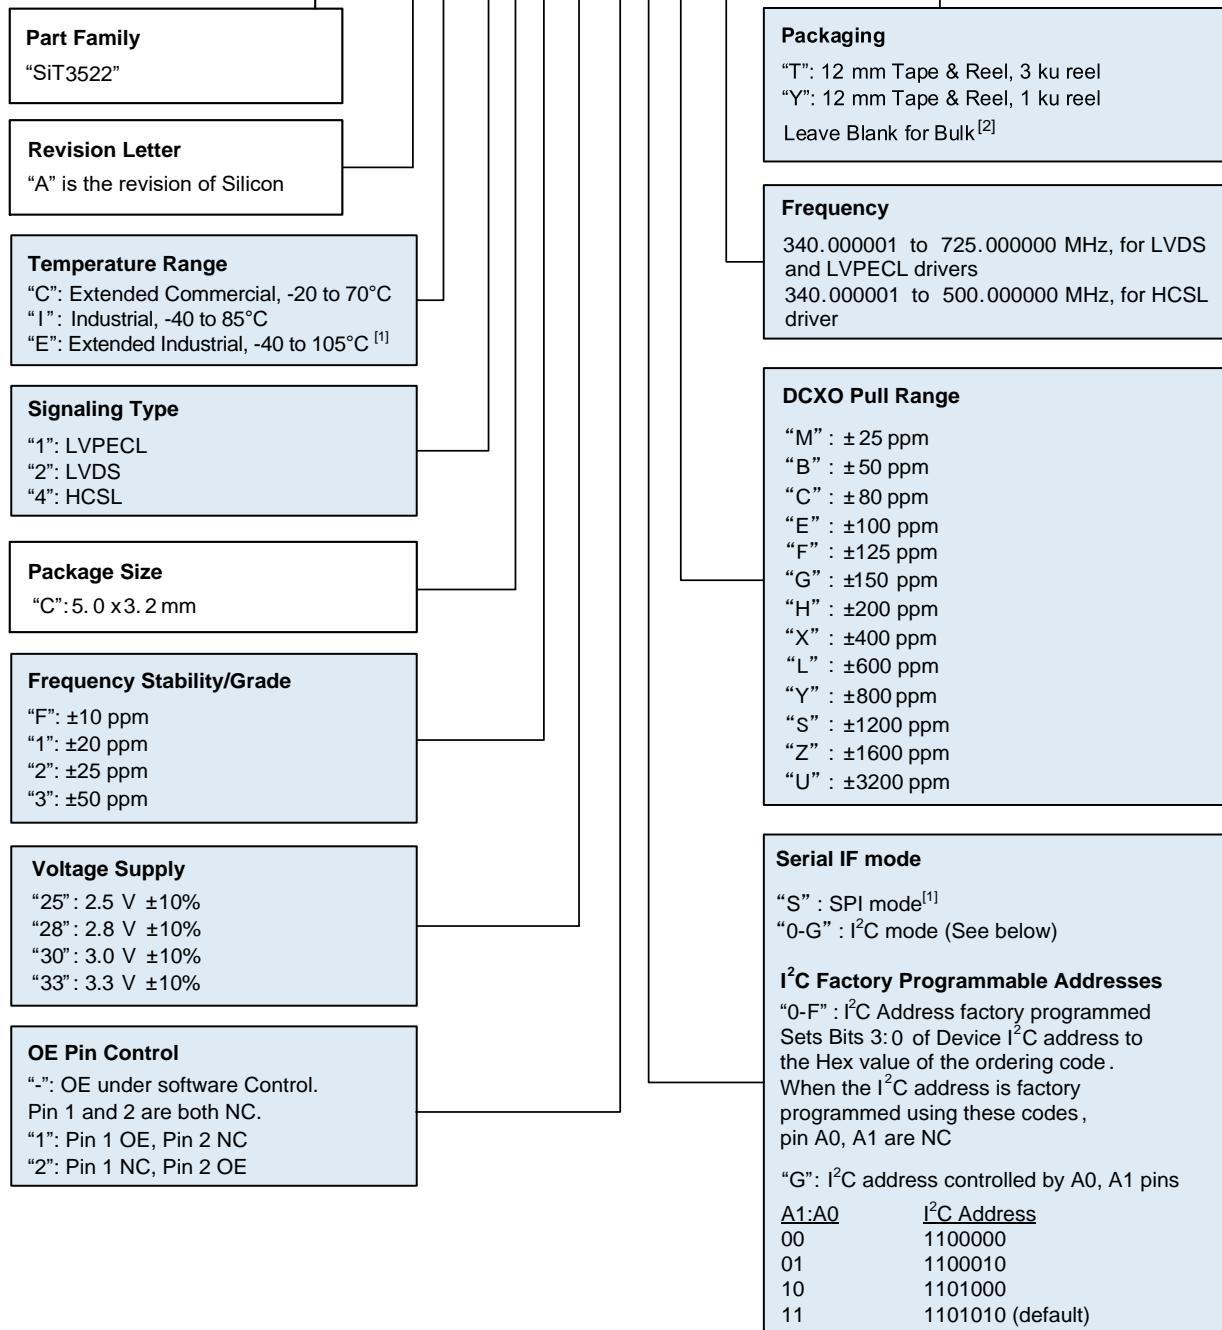 Part Family
“SiT3522”
Revision Letter
“A” is the revision of Silicon
Temperature Range
“C”: Extended Commercial, -20 to 70°C
“I”: Industrial, -40 to 85°C
“E”: Extended Industrial, -40 to 105°C [1]
Signaling Type
“1”: LVPECL
“2”: LVDS
“4”: HCSL
Package Size
“C”: 5.0 x 3.2 mm
Frequency Stability/Grade
“F”: ±10 ppm
“1”: ±20 ppm
“2”: ±25 ppm
“3”: ±50 ppm
Voltage Supply
“25”: 2.5 V ±10%
“28”: 2.8 V ±10%
“30”: 3.0 V ±10%
“33”: 3.3 V ±10%
OE Pin Control
“-”: OE under software Control.
Pin 1 and 2 are both NC.
“1”: Pin 1 OE, Pin 2 NC
“2”: Pin 1 NC, Pin 2 OE
Packaging
“T”: 12 mm Tape & Reel, 3 ku reel
“Y”: 12 mm Tape & Reel, 1 ku reel
Leave Blank for Bulk[2]
Frequency
340.000001 to 725.000000 MHz, for LVDS
and LVPECL drivers
340.000001 to 500.000000 MHz, for HCSL
driver
DCXO Pull Range
“M” : ±25 ppm
“B” : ±50 ppm
“C” : ±80 ppm
“E” : ±100 ppm
“F” : ±125 ppm
“G” : ±150 ppm
“H” : ±200 ppm
“X” : ±400 ppm
“L” : ±600 ppm
“Y” : ±800 ppm
“S” : ±1200 ppm
“Z” : ±1600 ppm
“U” : ±3200 ppm
Serial IF mode
“S” : SPI mode[1]
“0-G” : I²C mode (See below)
I²C Factory Programmable Addresses
“0-F” : I²C Address factory programmed
Sets Bits 3:0 of Device I²C address to
the Hex value of the ordering code.
When the I²C address is factory
programmed using these codes,
pin A0, A1 are NC
“G”: I²C address controlled by A0, A1 pins
A1:A0 I²C Address
00 1100000
01 1100010
10 1101000
11 1101010 (default)